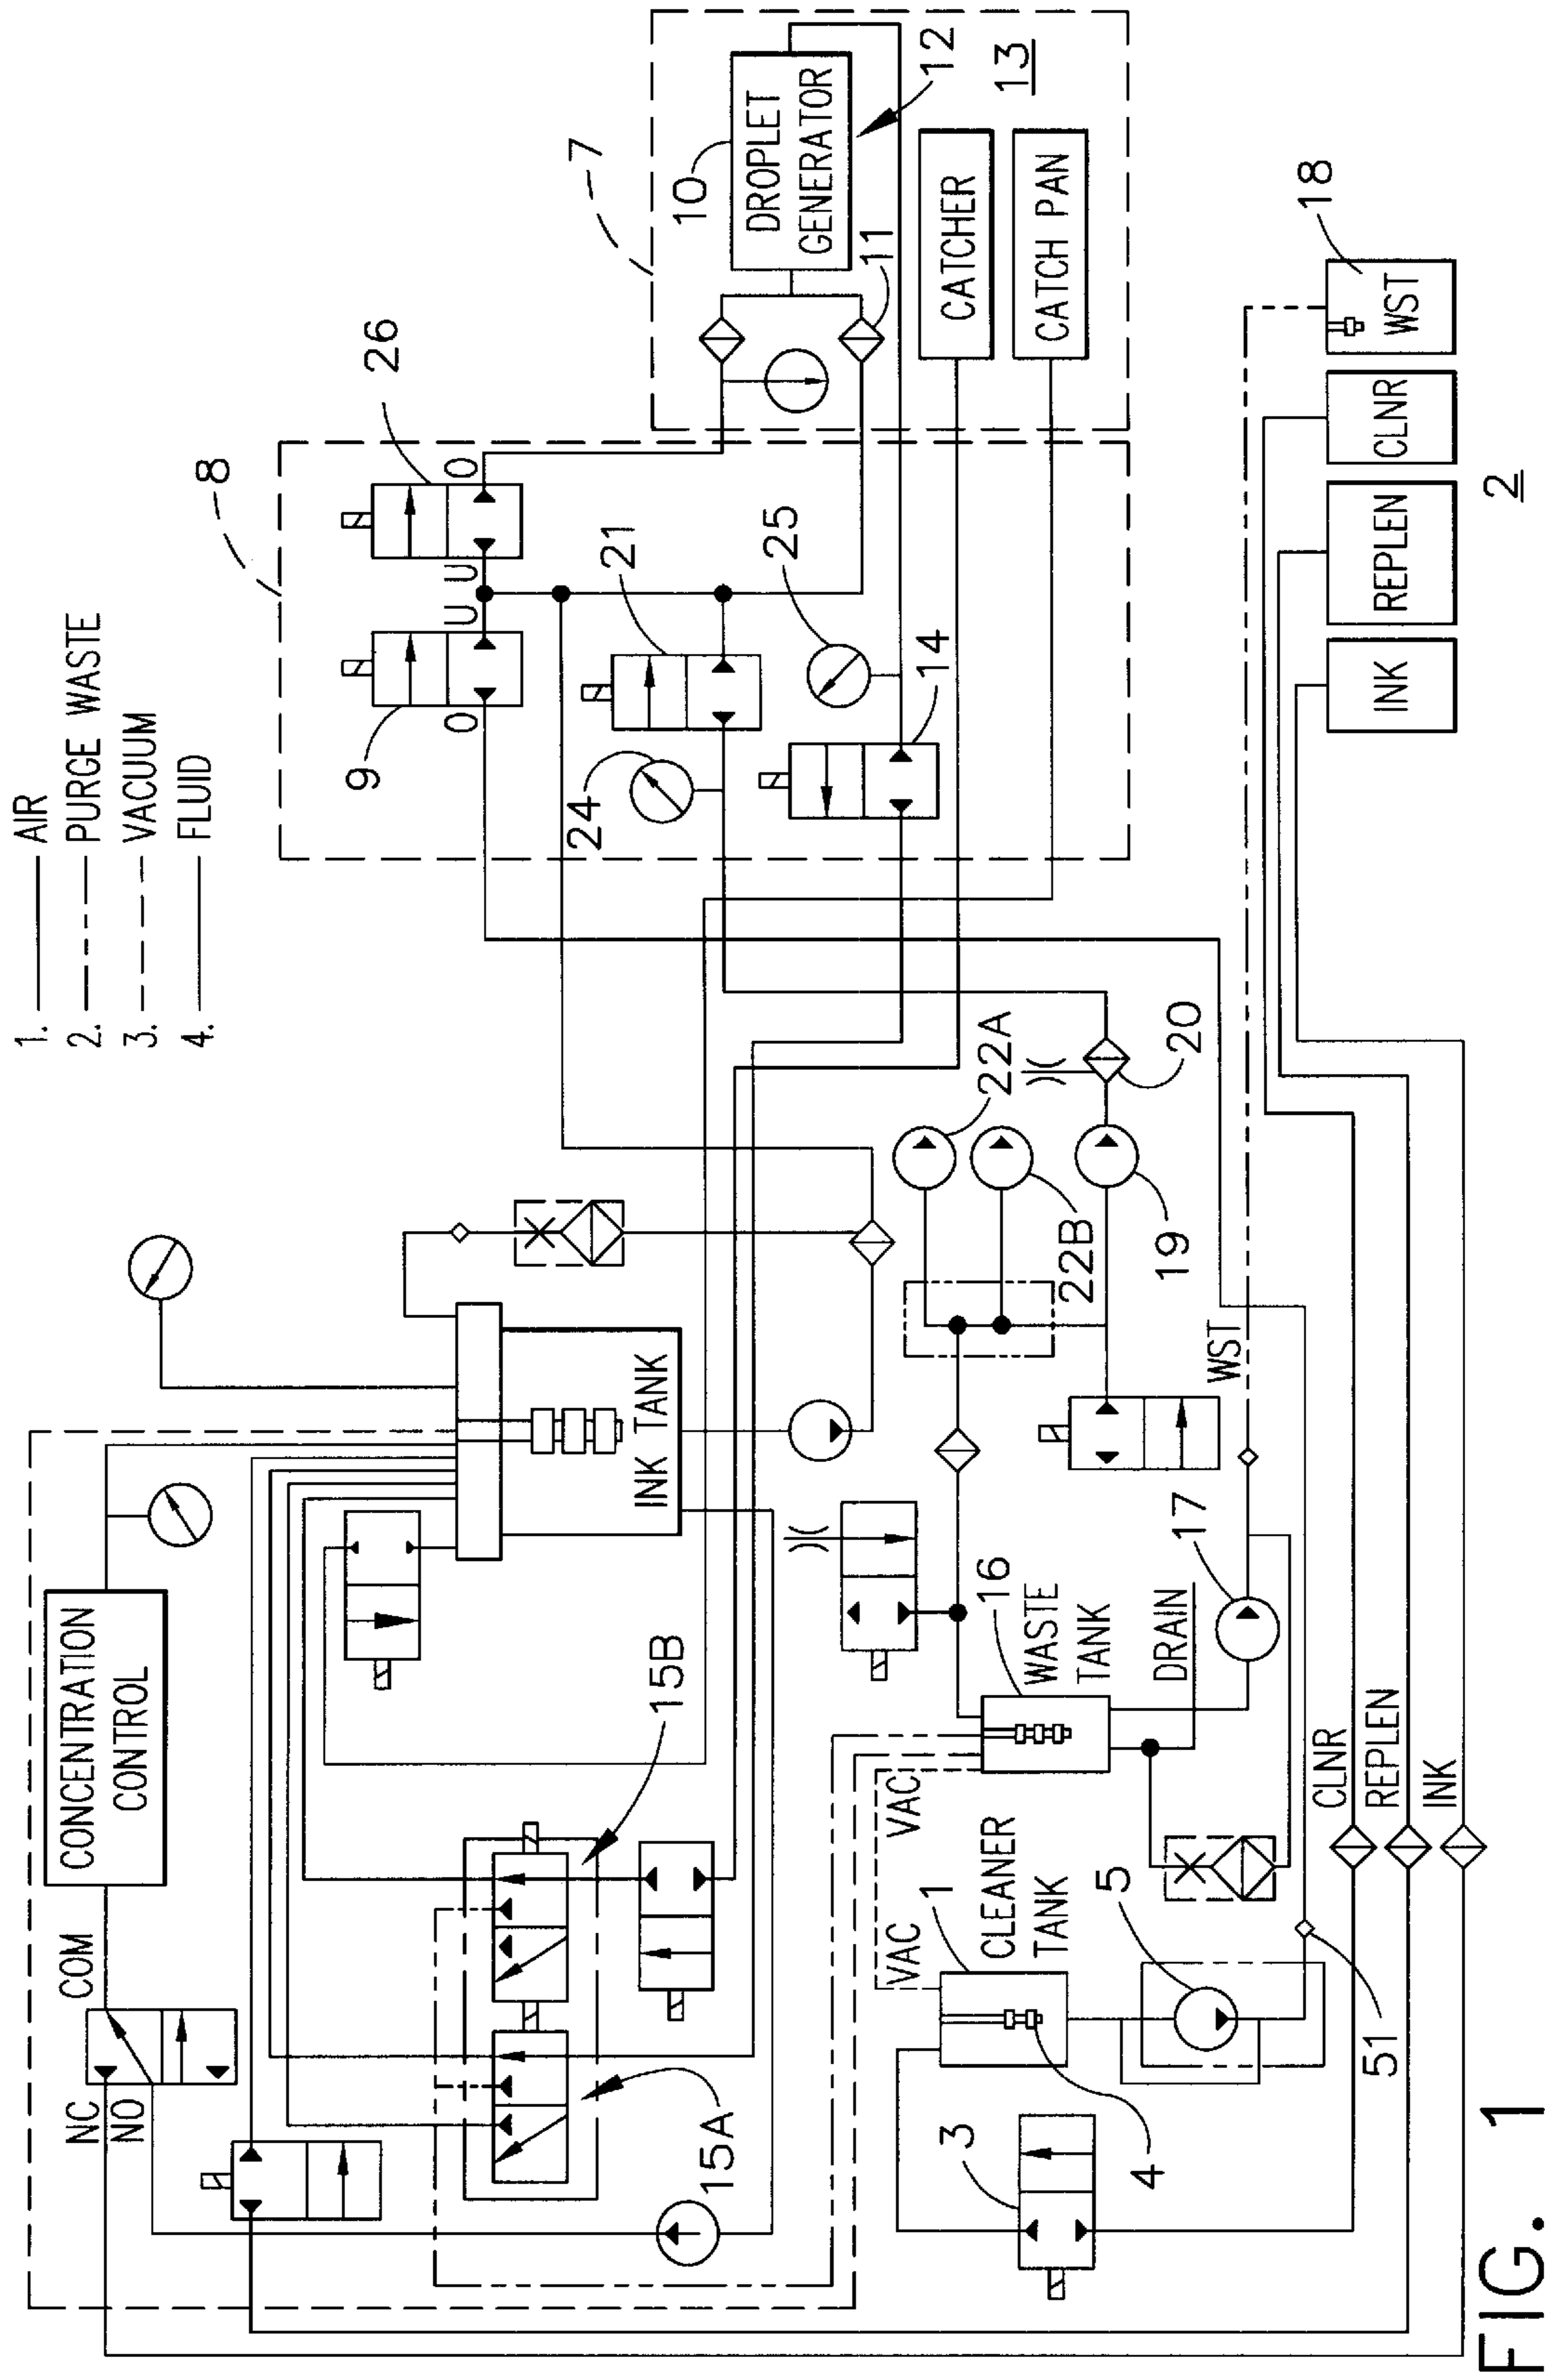 1. AIR
2. PURGE WASTE
3. VACUUM
4. FLUID
CONCENTRATION
CONTROL
COM
NC
NO
INK TANK
15A
15B
8
7
9
26
O
U
U
O
24
21
25
14
10
DROPLET
GENERATOR
12
13
11
CATCHER
CATCH PAN
22A
22B
20
19
16
WASTE
TANK
DRAIN
17
WST
VAC
VAC
1
CLEANER
TANK
3
4
5
51
CLNR
REPLEN
INK
INK
REPLEN
CLNR
WST
18
2
FIG. 1